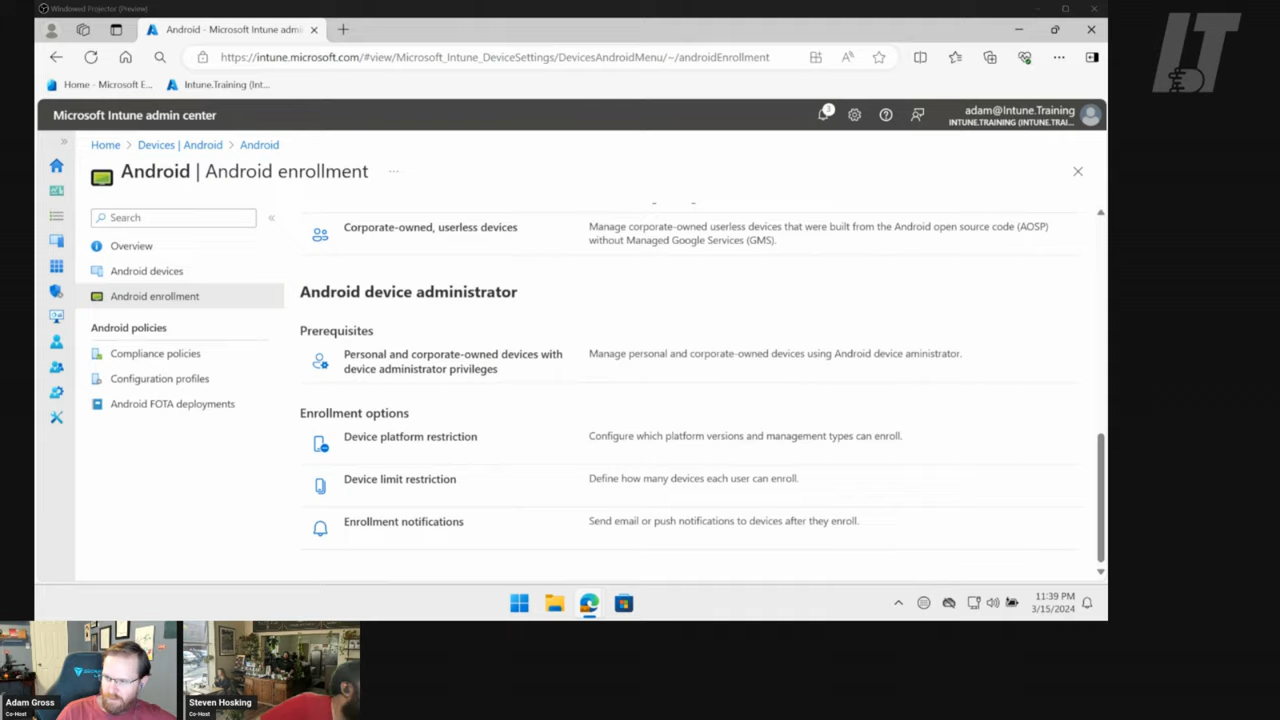 Windowed Projector (Preview)
Android - Microsoft Intune admi
https://intune.microsoft.com/#view/Microsoft_Intune_DeviceSettings/DevicesAndroidMenu/~/androidEnrollment
Home - Microsoft E...
Intune.Training (Int...
Microsoft Intune admin center
3
adam@Intune.Training
INTUNE.TRAINING (INTUNE.TRAI...
Home > Devices | Android > Android
Android | Android enrollment ...
Search
Overview
Android devices
Android enrollment
Android policies
Compliance policies
Configuration profiles
Android FOTA deployments
Corporate-owned, userless devices
Manage corporate-owned userless devices that were built from the Android open source code (AOSP)
without Managed Google Services (GMS).
Android device administrator
Prerequisites
Personal and corporate-owned devices with
device administrator privileges
Manage personal and corporate-owned devices using Android device aministrator.
Enrollment options
Device platform restriction
Configure which platform versions and management types can enroll.
Device limit restriction
Define how many devices each user can enroll.
Enrollment notifications
Send email or push notifications to devices after they enroll.
11:39 PM
3/15/2024
IT
Adam Gross
Co-Host
Steven Hosking
Co-Host